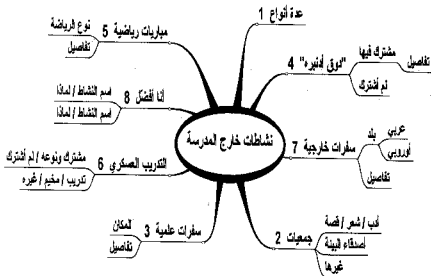 نشاطات خارج المدرسة
1 عدة أنواع
جمعيات 2
أدب / شعر / قصة
أصدقاء البيئة
غيرها
سفرات علمية 3
المكان
تفاصيل
"دوق أدنبره" 4
مشترك فيها
تفاصيل
لم أشترك
مباريات رياضية 5
نوع الرياضة
تفاصيل
التدريب العسكري 6
مشترك ونوعه / لم أشترك
تدريب / مخيم / غيره
سفرات خارجية 7
بلد
عربي
أوروبي
تفاصيل
أنا أفضل 8
اسم النشاط / لماذا
اسم النشاط / لماذا